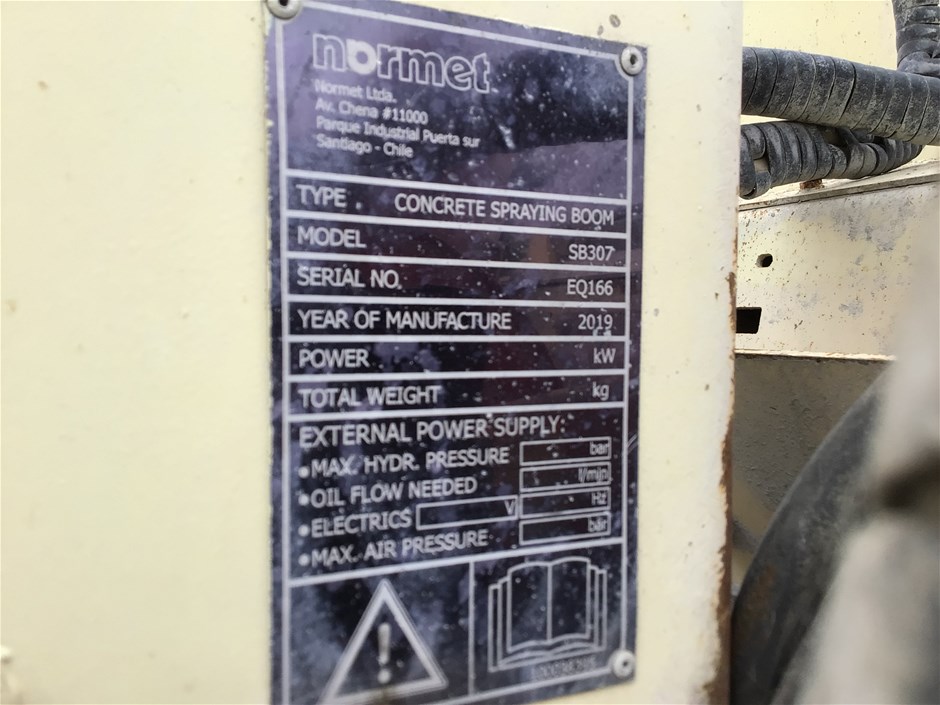 normet
Normet Ltda.
Av. Chena #11000
Parque Industrial Puerta sur
Santiago - Chile
TYPE CONCRETE SPRAYING BOOM
MODEL SB307
SERIAL NO. EQ166
YEAR OF MANUFACTURE 2019
POWER kW
TOTAL WEIGHT kg
EXTERNAL POWER SUPPLY:
•MAX. HYDR. PRESSURE bar
•OIL FLOW NEEDED l/min
•ELECTRICS V Hz
•MAX. AIR PRESSURE bar